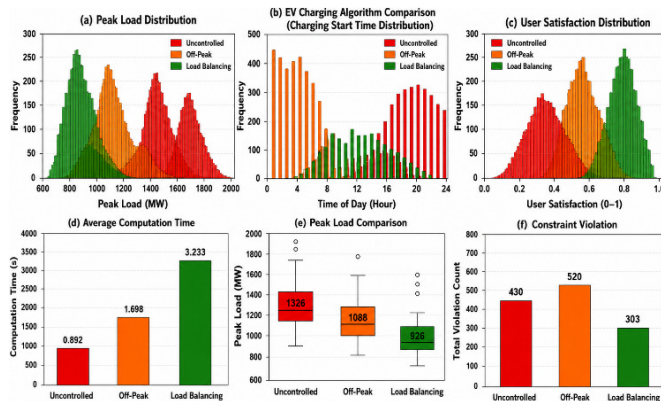 (a) Peak Load Distribution
Uncontrolled
Off-Peak
Load Balancing
Frequency
300
250
200
150
100
50
0
600 800 1000 1200 1400 1600 1800 2000
Peak Load (MW)
(b) EV Charging Algorithm Comparison
(Charging Start Time Distribution)
Uncontrolled
Off-Peak
Load Balancing
Frequency
500
400
300
200
100
0
0 4 8 12 16 20 24
Time of Day (Hour)
(c) User Satisfaction Distribution
Uncontrolled
Off-Peak
Load Balancing
Frequency
300
250
200
150
100
50
0
0.0 0.2 0.4 0.6 0.8 1.0
User Satisfaction (0–1)
(d) Average Computation Time
Computation Time (s)
4000
3500
3000
2500
2000
1500
1000
500
0
0.892
1.698
3.233
Uncontrolled Off-Peak Load Balancing
(e) Peak Load Comparison
Peak Load (MW)
2000
1800
1600
1400
1200
1000
800
600
1326
1088
926
Uncontrolled Off-Peak Load Balancing
(f) Constraint Violation
Total Violation Count
600
500
400
300
200
100
0
430
520
303
Uncontrolled Off-Peak Load Balancing